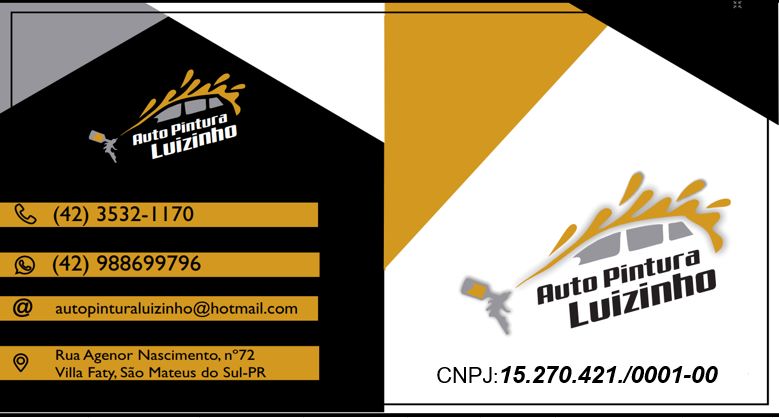 Auto Pintura
Luizinho
(42) 3532-1170
(42) 988699796
@ autopinturaluizinho@hotmail.com
Rua Agenor Nascimento, nº72
Villa Faty, São Mateus do Sul-PR
Auto Pintura
Luizinho
CNPJ:15.270.421./0001-00